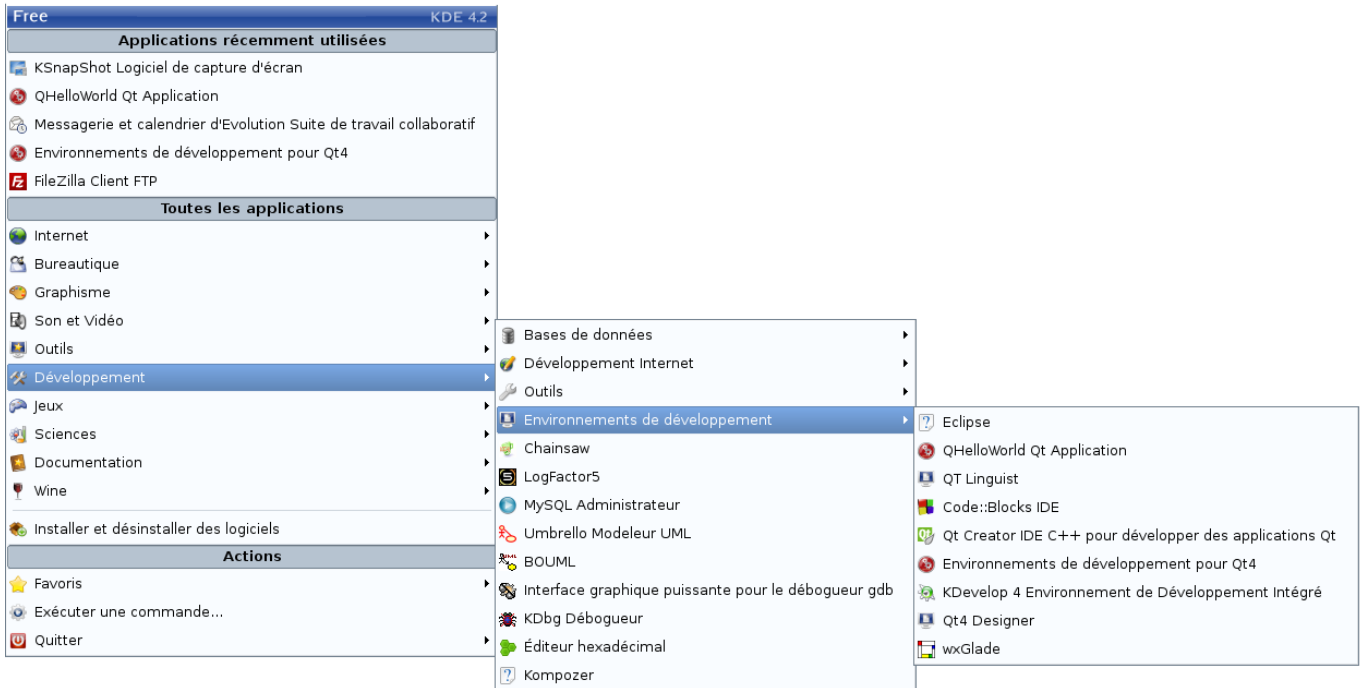 Free KDE 4.2
Applications récemment utilisées
KSnapShot Logiciel de capture d'écran
QHelloWorld Qt Application
Messagerie et calendrier d'Evolution Suite de travail collaboratif
Environnements de développement pour Qt4
FileZilla Client FTP
Toutes les applications
Internet
Bureautique
Graphisme
Son et Vidéo
Outils
Développement
Jeux
Sciences
Documentation
Wine
Installer et désinstaller des logiciels
Actions
Favoris
Exécuter une commande...
Quitter
Bases de données
Développement Internet
Outils
Environnements de développement
Chainsaw
LogFactor5
MySQL Administrateur
Umbrello Modeleur UML
BOUML
Interface graphique puissante pour le débogueur gdb
KDbg Débogueur
Éditeur hexadécimal
Kompozer
Eclipse
QHelloWorld Qt Application
QT Linguist
Code::Blocks IDE
Qt Creator IDE C++ pour développer des applications Qt
Environnements de développement pour Qt4
KDevelop 4 Environnement de Développement Intégré
Qt4 Designer
wxGlade